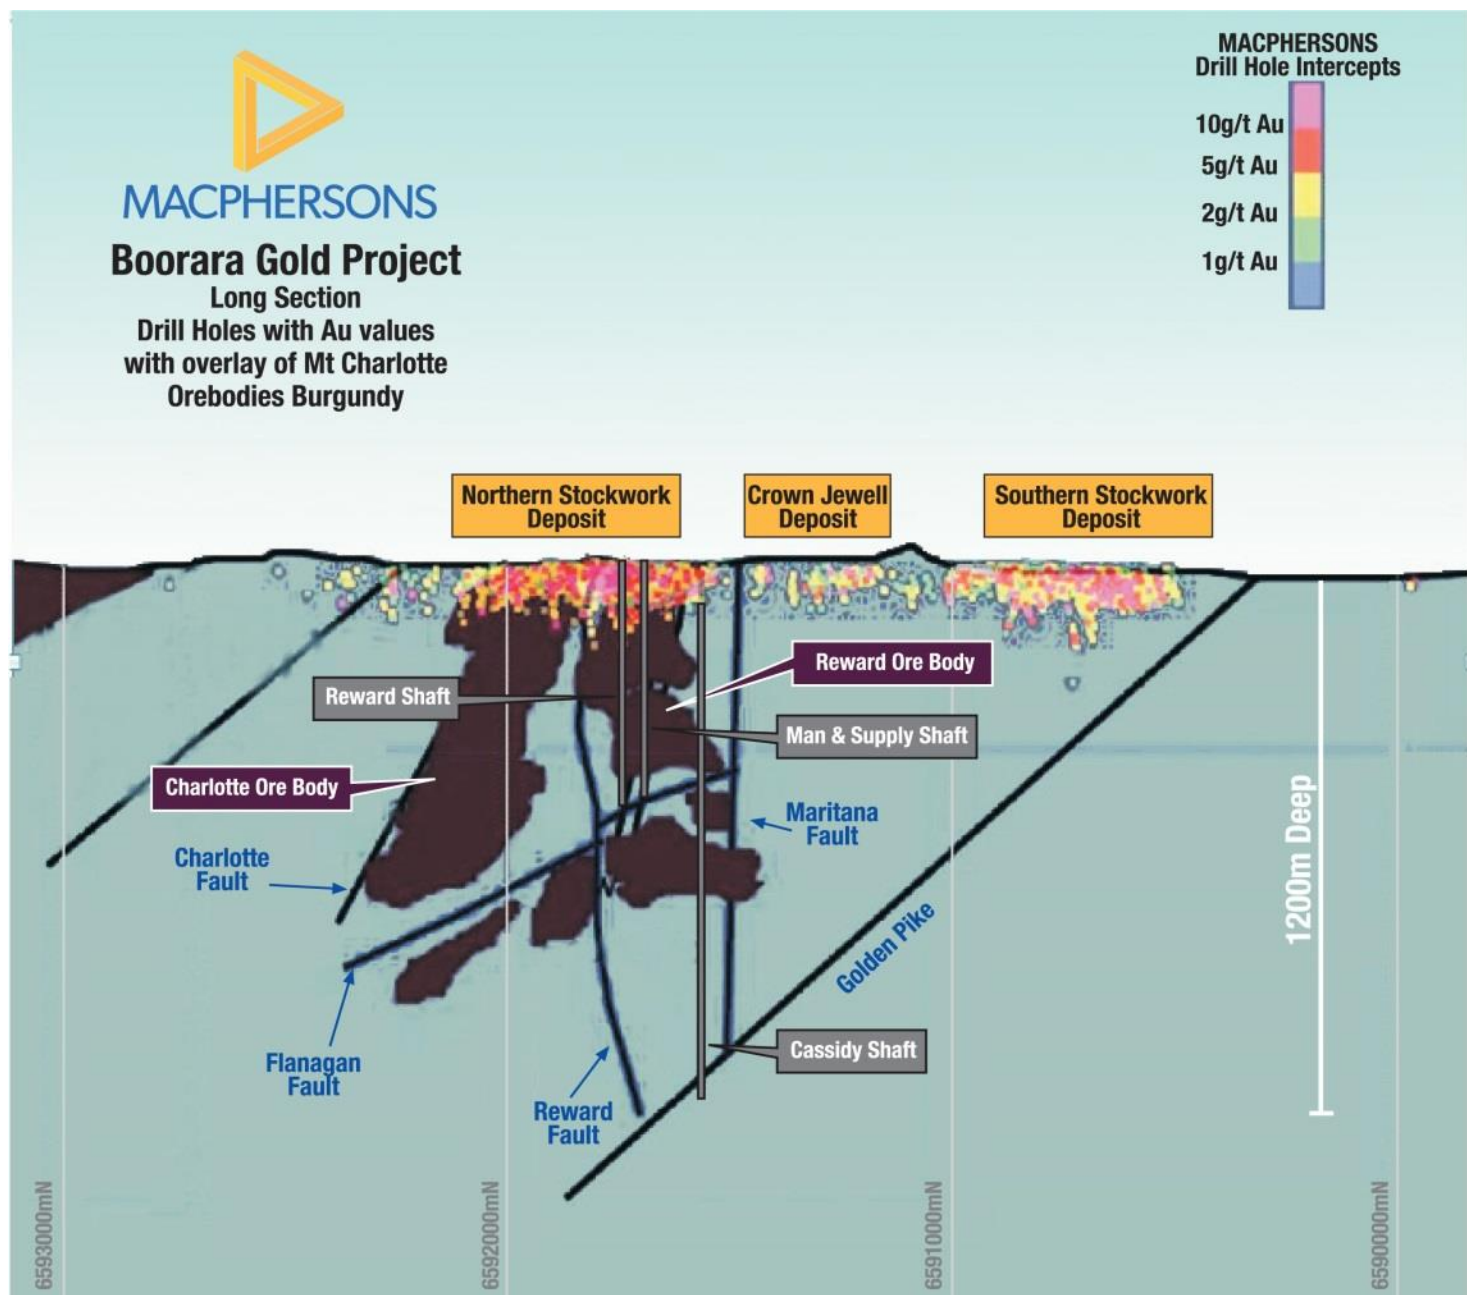 MACPHERSONS
Boorara Gold Project
Long Section
Drill Holes with Au values
with overlay of Mt Charlotte
Orebodies Burgundy
MACPHERSONS
Drill Hole Intercepts
10g/t Au
5g/t Au
2g/t Au
1g/t Au
Northern Stockwork
Deposit
Crown Jewell
Deposit
Southern Stockwork
Deposit
Reward Ore Body
Reward Shaft
Man & Supply Shaft
Charlotte Ore Body
Maritana
Fault
Charlotte
Fault
1200m Deep
Golden Pike
Flanagan
Fault
Cassidy Shaft
Reward
Fault
6593000mN
6592000mN
6591000mN
6590000mN